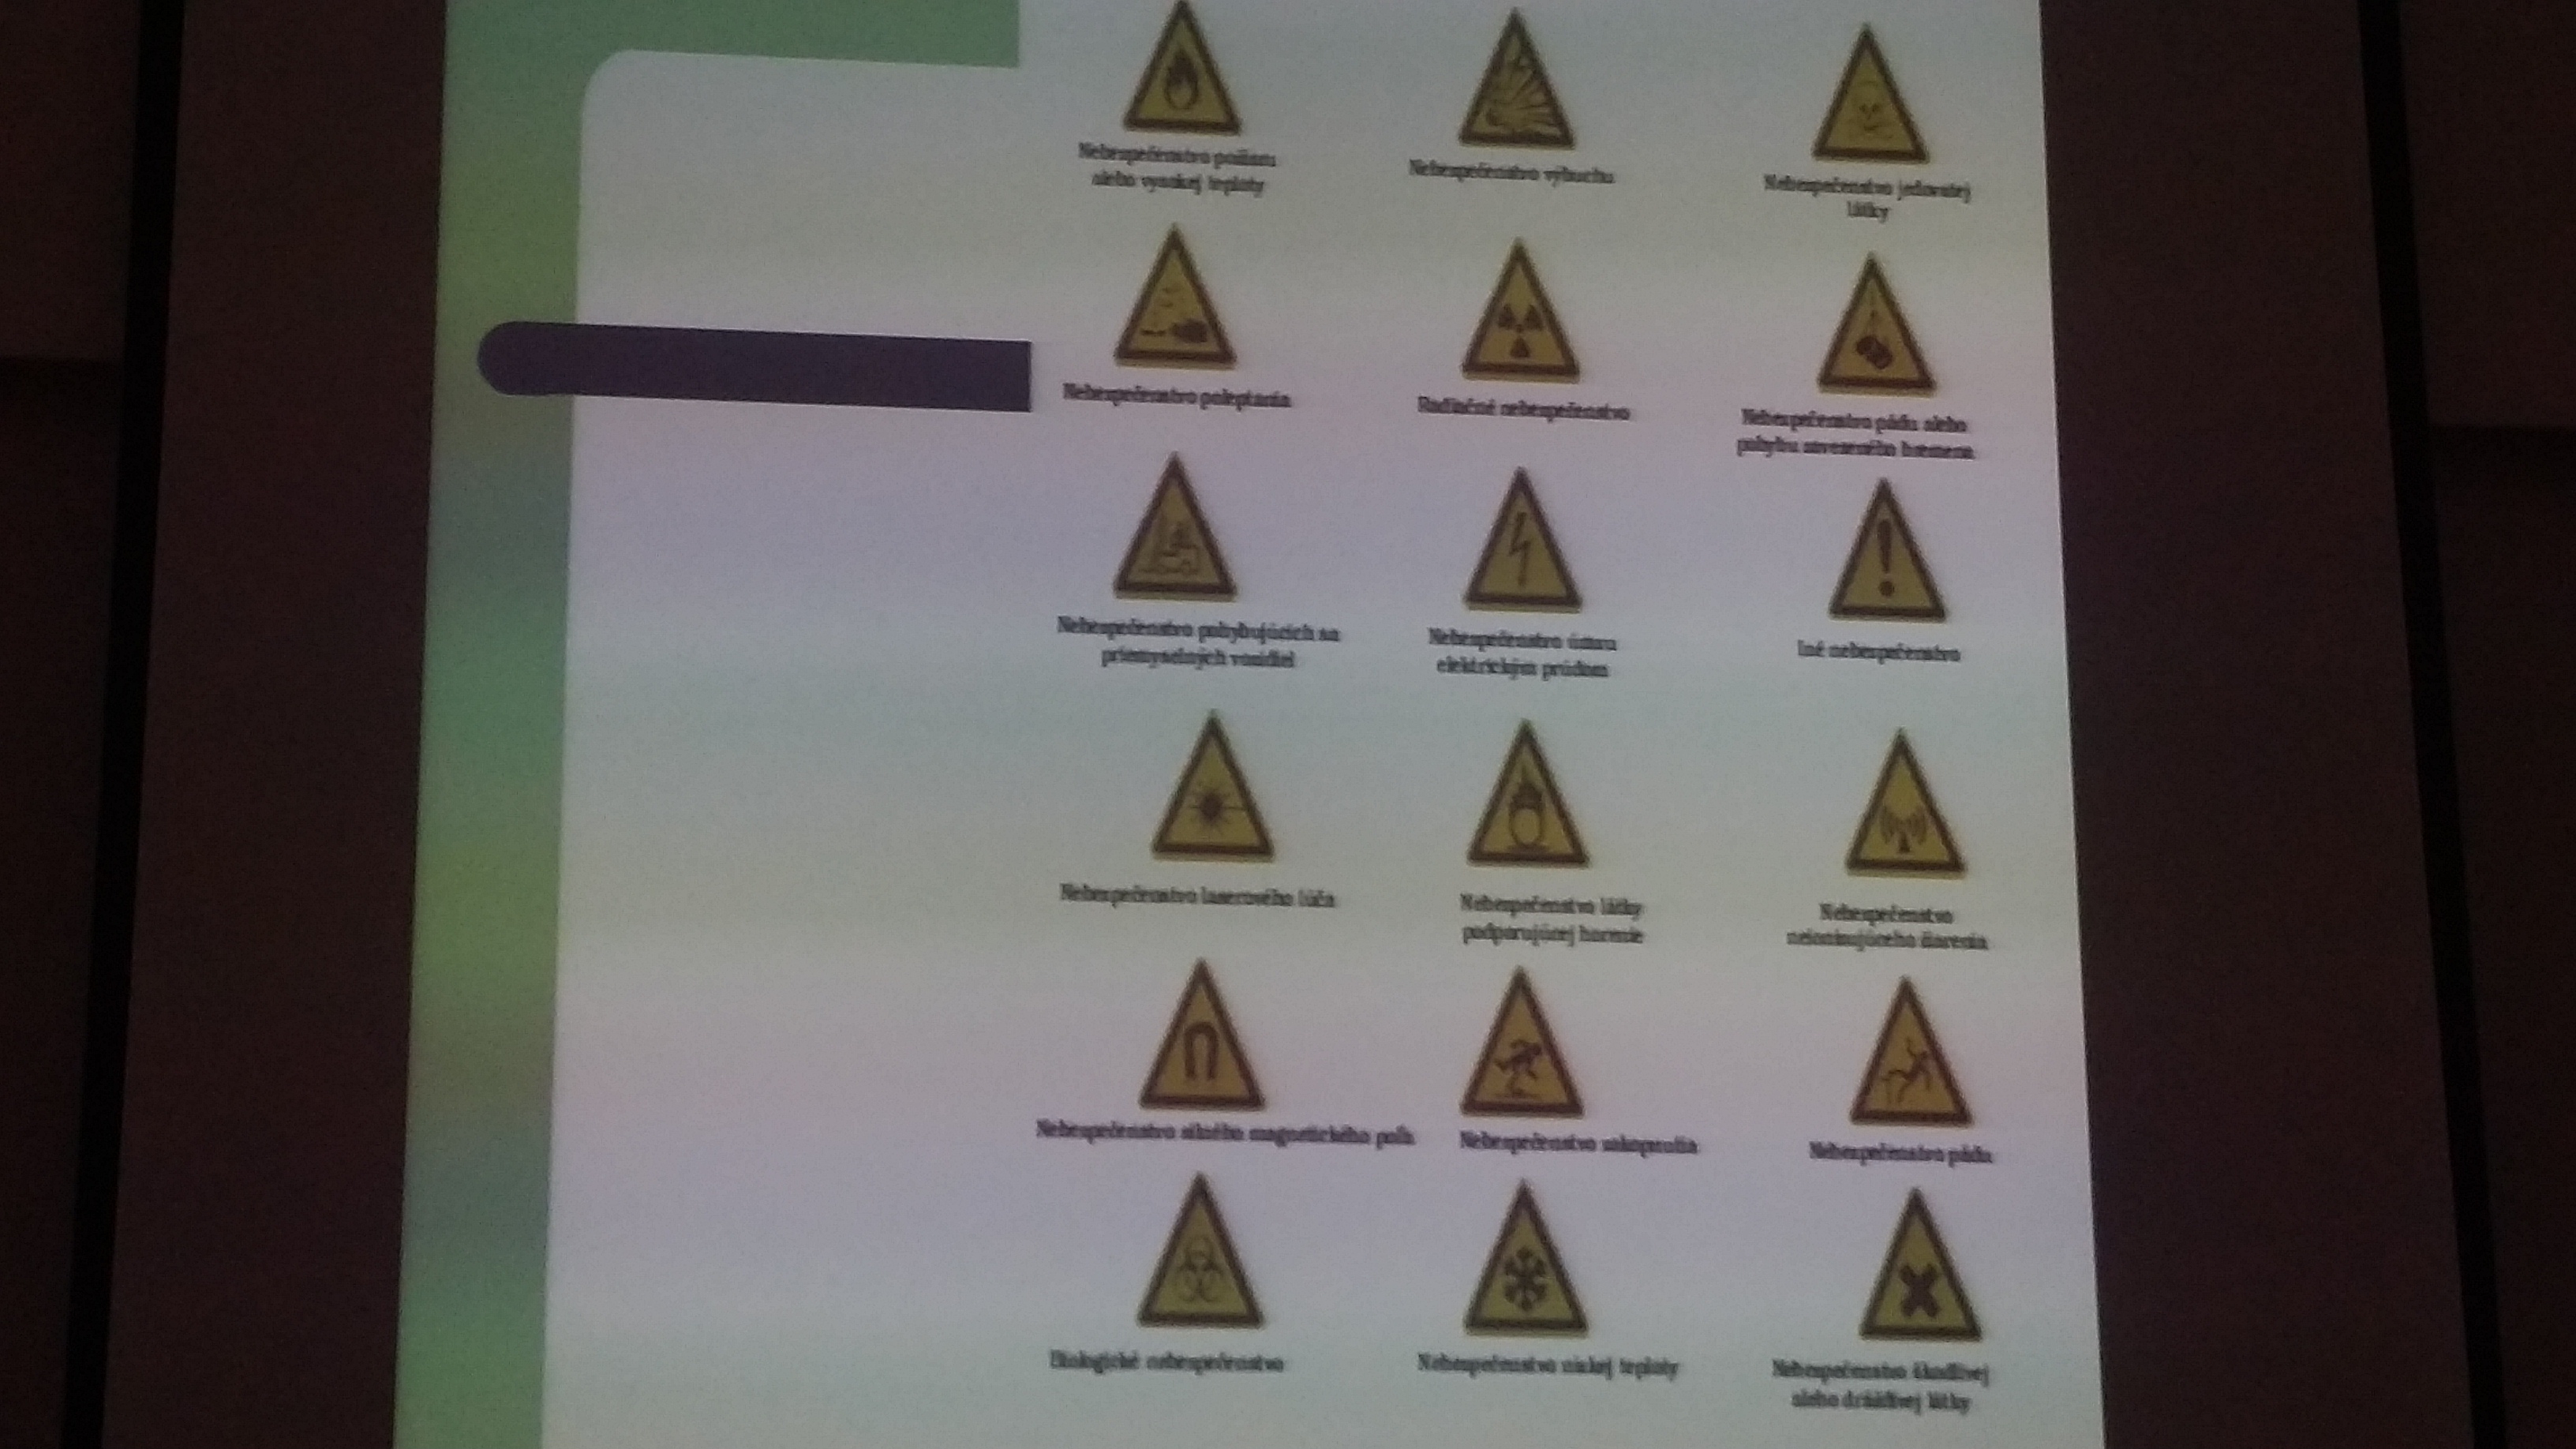 Nebezpečenstvo požiaru
alebo vysokej teploty
Nebezpečenstvo výbuchu
Nebezpečenstvo jedovatej
látky
Nebezpečenstvo poleptania
Radiačné nebezpečenstvo
Nebezpečenstvo pádu alebo
pohybu zaveseného bremena
Nebezpečenstvo pohybujúcich sa
priemyselných vozidiel
Nebezpečenstvo úrazu
elektrickým prúdom
Iné nebezpečenstvo
Nebezpečenstvo laserového lúča
Nebezpečenstvo látky
podporujúcej horenie
Nebezpečenstvo
neionizujúceho žiarenia
Nebezpečenstvo silného magnetického poľa
Nebezpečenstvo zakopnutia
Nebezpečenstvo pádu
Biologické nebezpečenstvo
Nebezpečenstvo nízkej teploty
Nebezpečenstvo škodlivej
alebo dráždivej látky